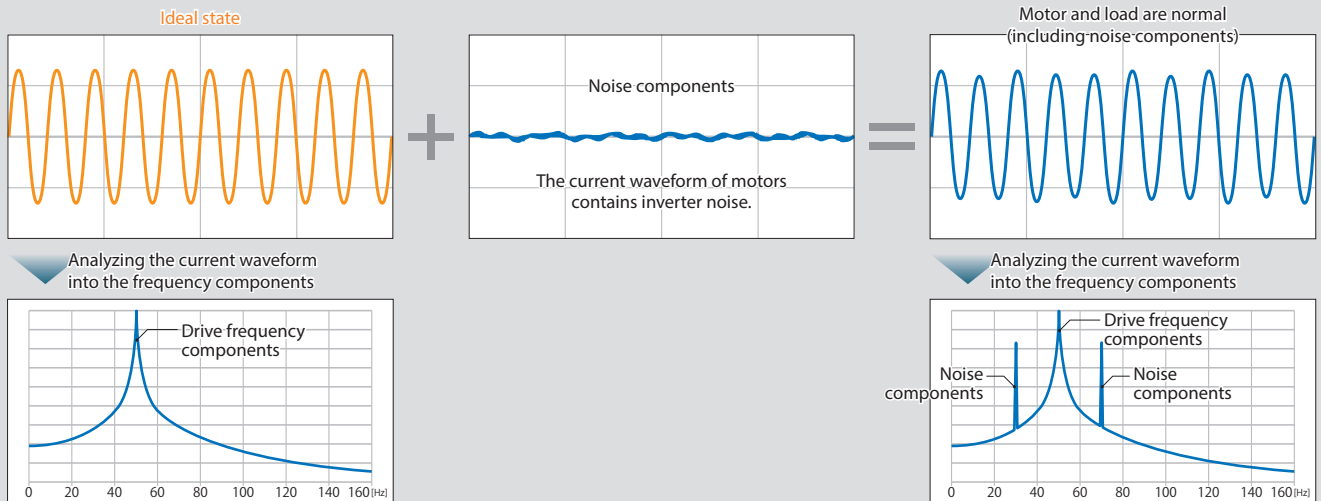 Ideal state
Motor and load are normal
(including noise components)
Noise components
The current waveform of motors
contains inverter noise.
Analyzing the current waveform
into the frequency components
Analyzing the current waveform
into the frequency components
Drive frequency
components
0 20 40 60 80 100 120 140 160 [Hz]
Drive frequency
components
Noise
components
Noise
components
0 20 40 60 80 100 120 140 160 [Hz]